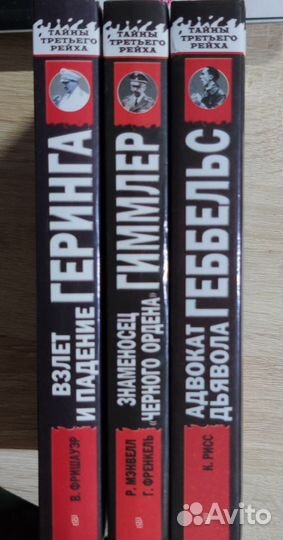 ТАЙНЫ
ТРЕТЬЕГО
РЕЙХА
ВЗЛЕТ
И ПАДЕНИЕ
ГЕРИНГА
В. ФРИШАУЭР
ТАЙНЫ
ТРЕТЬЕГО
РЕЙХА
ЗНАМЕНОСЕЦ
«ЧЕРНОГО ОРДЕНА»
ГИММЛЕР
Р. МЭНВЕЛЛ
Г. ФРЕНКЕЛЬ
ТАЙНЫ
ТРЕТЬЕГО
РЕЙХА
АДВОКАТ
ДЬЯВОЛА
ГЕББЕЛЬС
К. РИСС
Avito